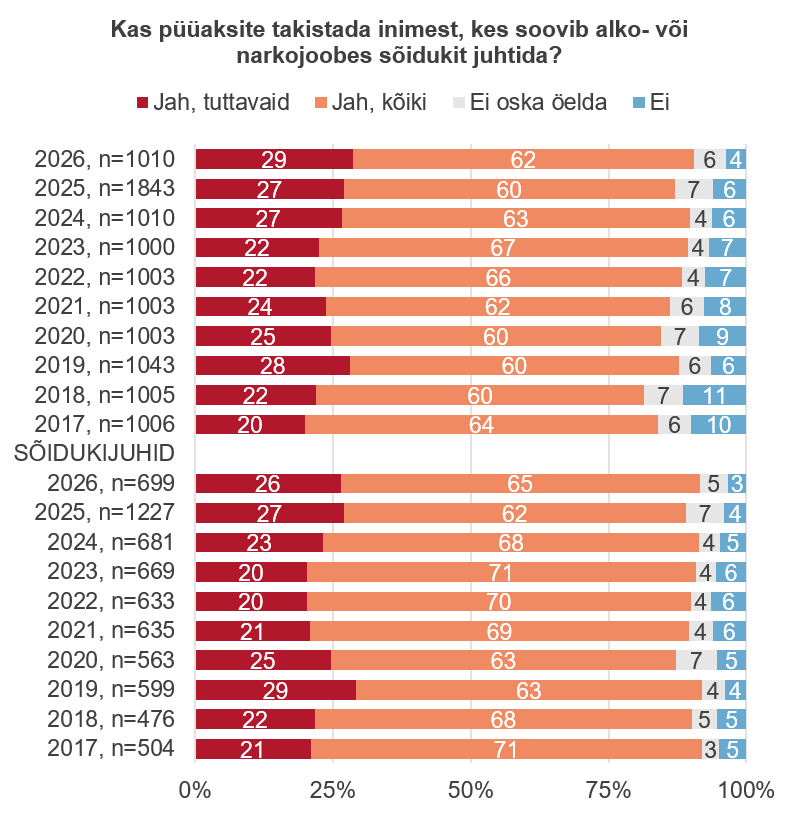 Kas püüaksite takistada inimest, kes soovib alko- või
narkojoobes sõidukit juhtida?
Jah, tuttavaid Jah, kõiki Ei oska öelda Ei
2026, n=1010 29 62 6 4
2025, n=1843 27 60 7 6
2024, n=1010 27 63 4 6
2023, n=1000 22 67 4 7
2022, n=1003 22 66 4 7
2021, n=1003 24 62 6 8
2020, n=1003 25 60 7 9
2019, n=1043 28 60 6 6
2018, n=1005 22 60 7 11
2017, n=1006 20 64 6 10
SÕIDUKIJUHID
2026, n=699 26 65 5 3
2025, n=1227 27 62 7 4
2024, n=681 23 68 4 5
2023, n=669 20 71 4 6
2022, n=633 20 70 4 6
2021, n=635 21 69 4 6
2020, n=563 25 63 7 5
2019, n=599 29 63 4 4
2018, n=476 22 68 5 5
2017, n=504 21 71 3 5
0% 25% 50% 75% 100%